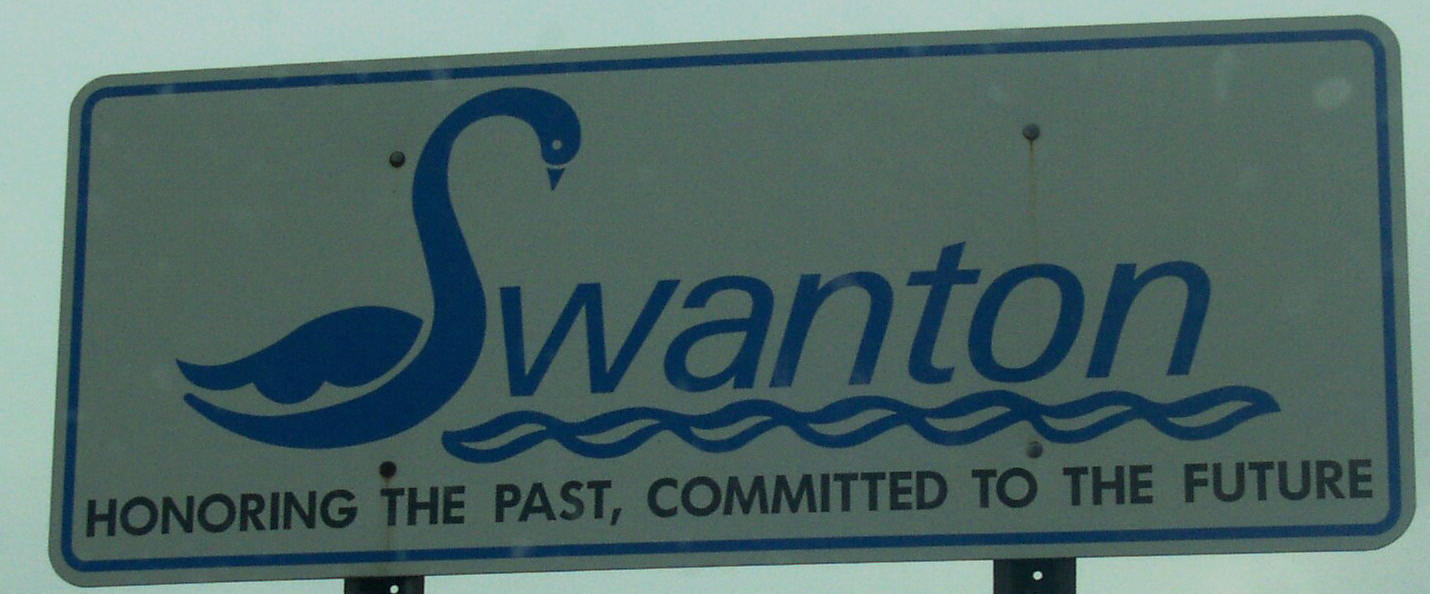 Swanton
HONORING THE PAST, COMMITTED TO THE FUTURE